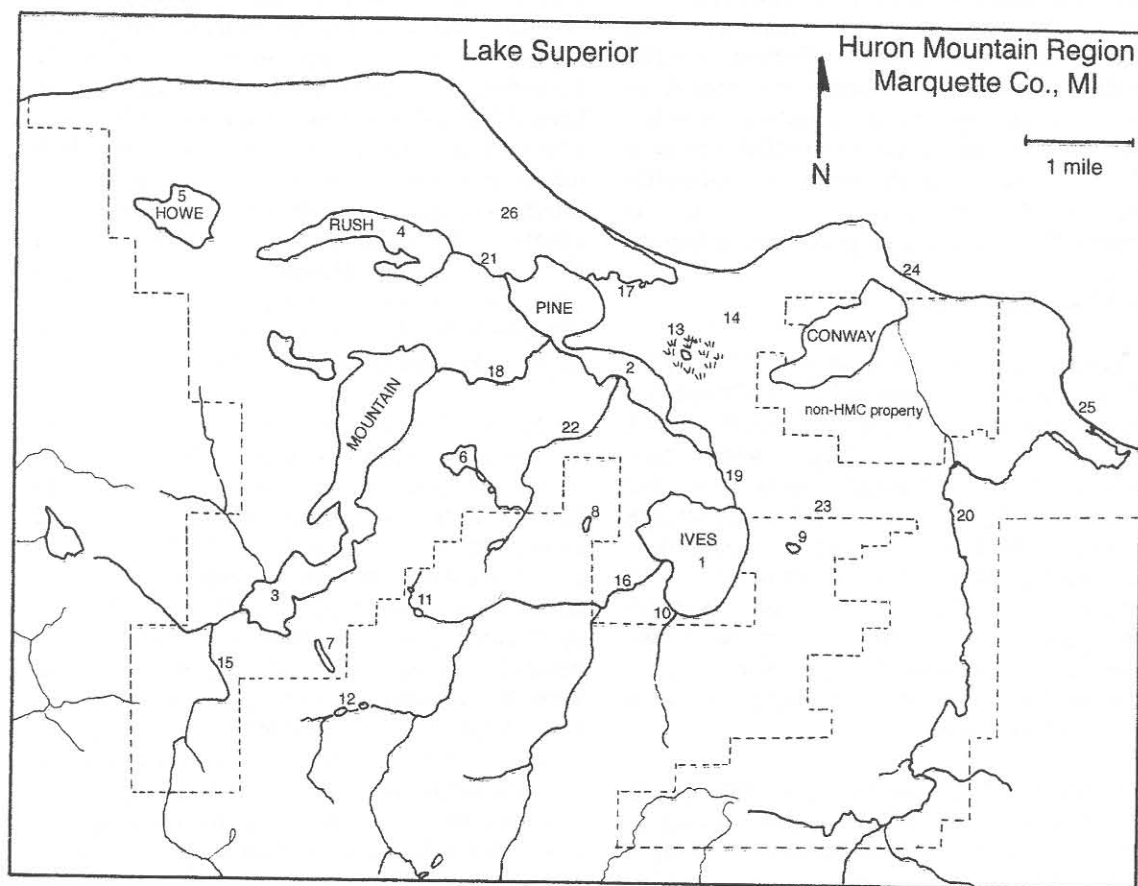 Lake Superior
Huron Mountain Region
Marquette Co., MI
1 mile
N
5
HOWE
RUSH
4
26
21
17
PINE
24
14
13
CONWAY
18
2
MOUNTAIN
non-HMC property
25
22
6
19
8
23
20
9
IVES
1
16
3
11
10
7
15
12